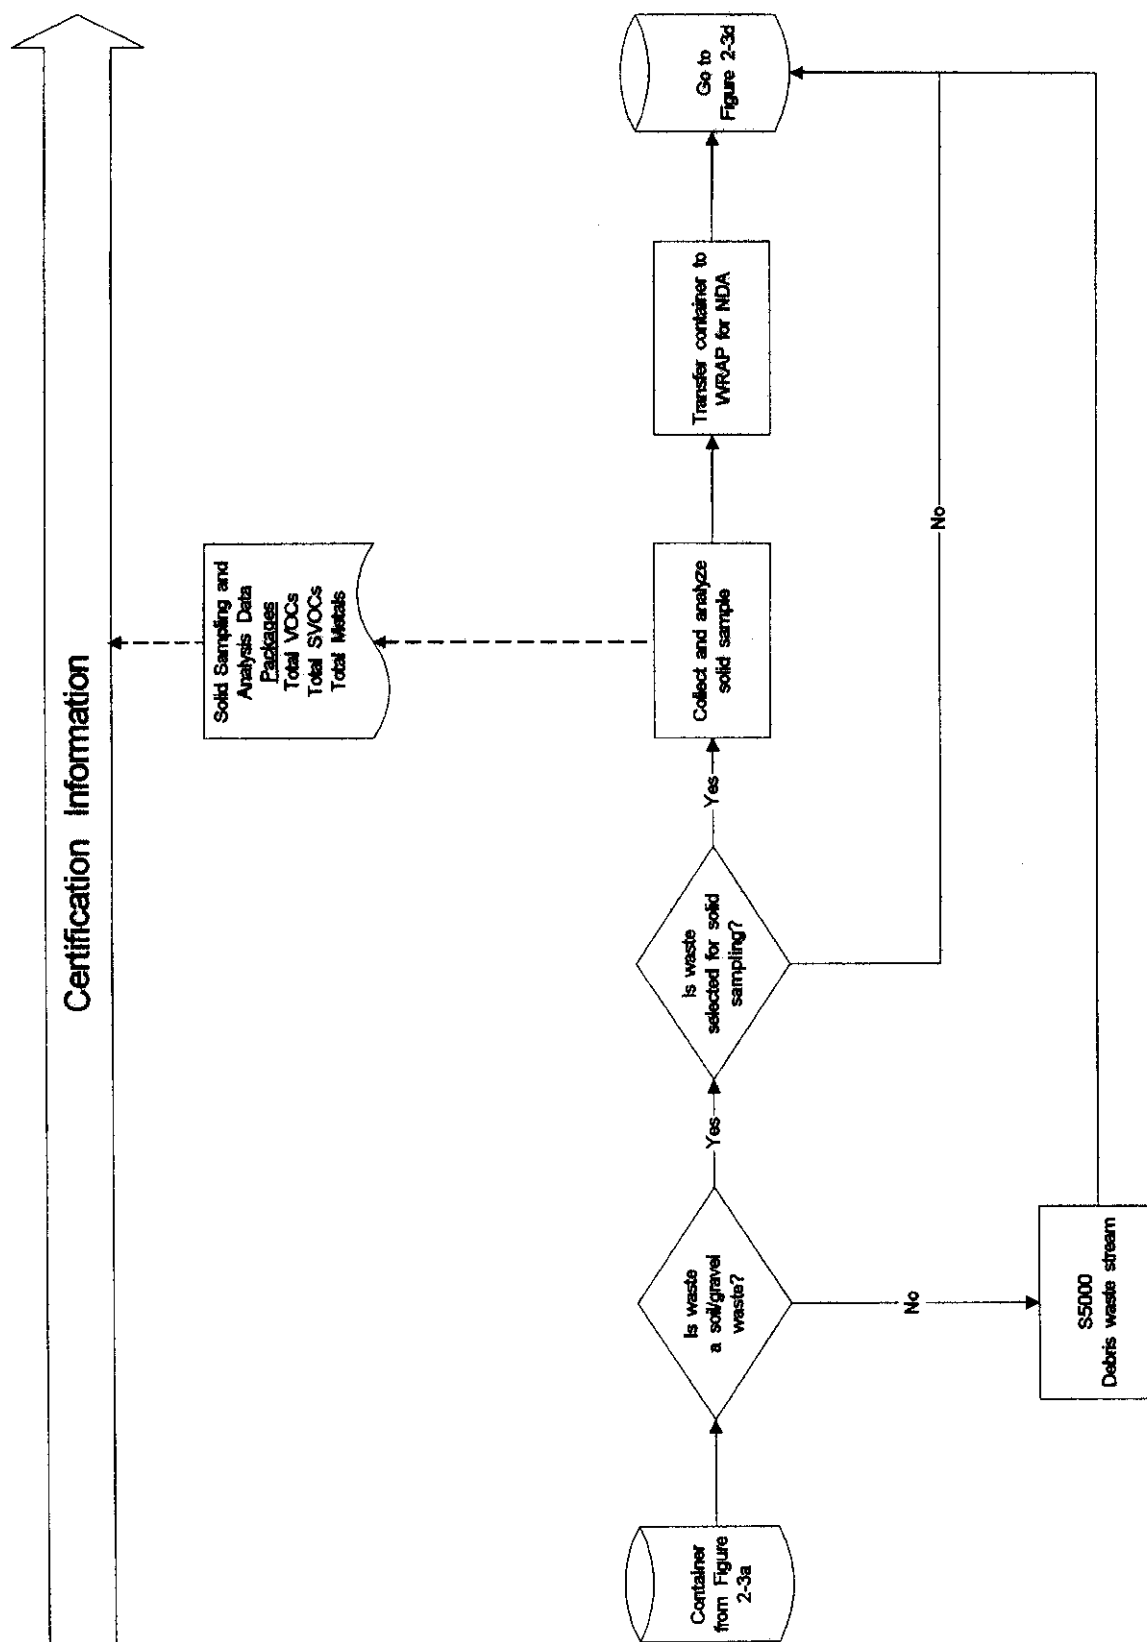 Certification Information
Solid Sampling and
Analysis Data
Packages
Total VOCs
Total SVOCs
Total Metals
Container
from Figure
2-3a
Is waste
a soil/gravel
waste?
Yes
Is waste
selected for solid
sampling?
Yes
Collect and analyze
solid sample
Transfer container to
WRAP for NDA
Go to
Figure 2-3d
No
No
S5000
Debris waste stream